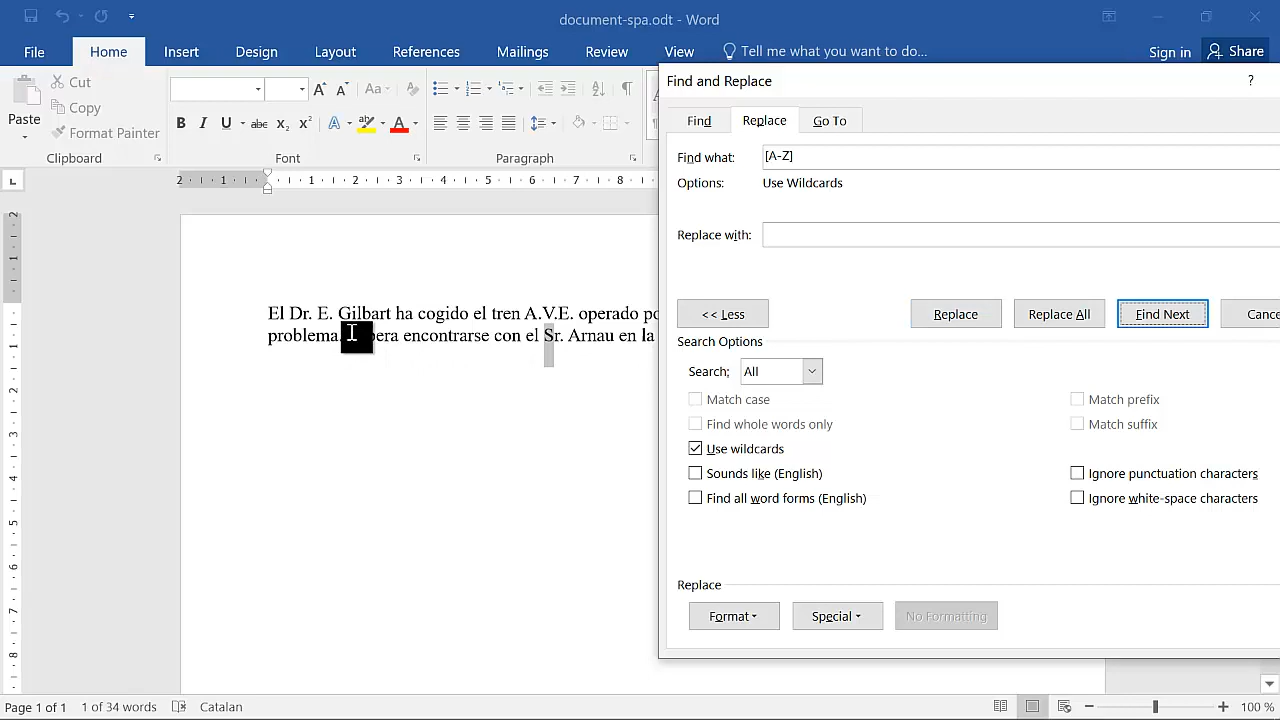 document-spa.odt - Word
File Home Insert Design Layout References Mailings Review View Tell me what you want to do... Sign in Share
Cut
Copy
Format Painter
Paste
Clipboard
Font
Paragraph
Find and Replace
Find Replace Go To
Find what: [A-Z]
Options: Use Wildcards
Replace with:
<< Less Replace Replace All Find Next
Search Options
Search; All
Match case Match prefix
Find whole words only Match suffix
Use wildcards
Sounds like (English) Ignore punctuation characters
Find all word forms (English) Ignore white-space characters
Replace
Format Special No Formatting
El Dr. E. Gilbart ha cogido el tren A.V.E. operado
problema. encontrarse con el Sr. Arnau en la
Page 1 of 1 1 of 34 words Catalan 100 %